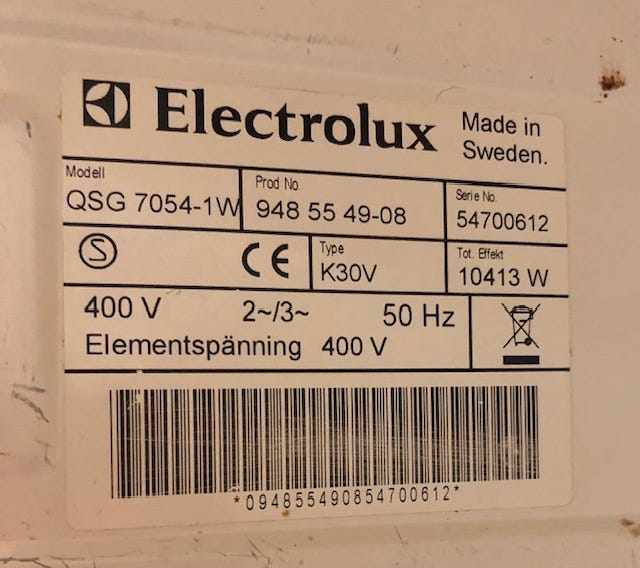 Electrolux
Made in
Sweden.
Modell
QSG 7054-1W
Prod No.
948 55 49-08
Serie No.
54700612
S
CE
Type
K30V
Tot. Effekt
10413 W
400 V 2~/3~ 50 Hz
Elementspänning 400 V
*094855490854700612*